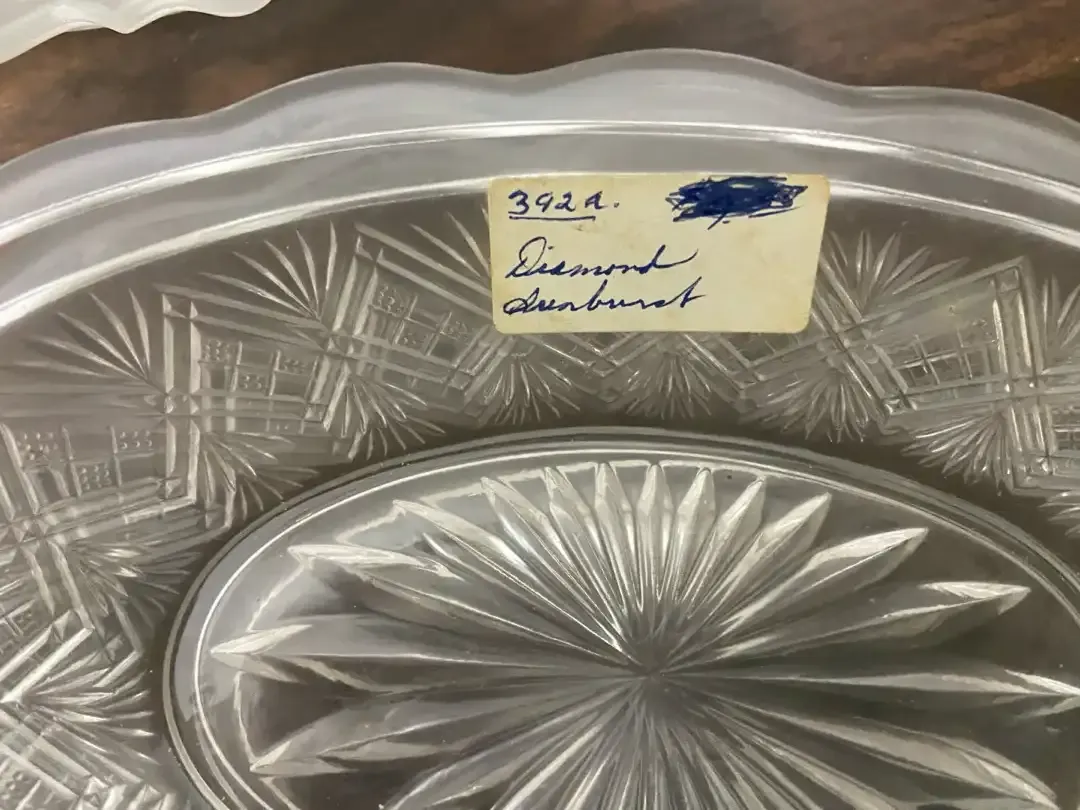 392a.
Diamond
Sunburst